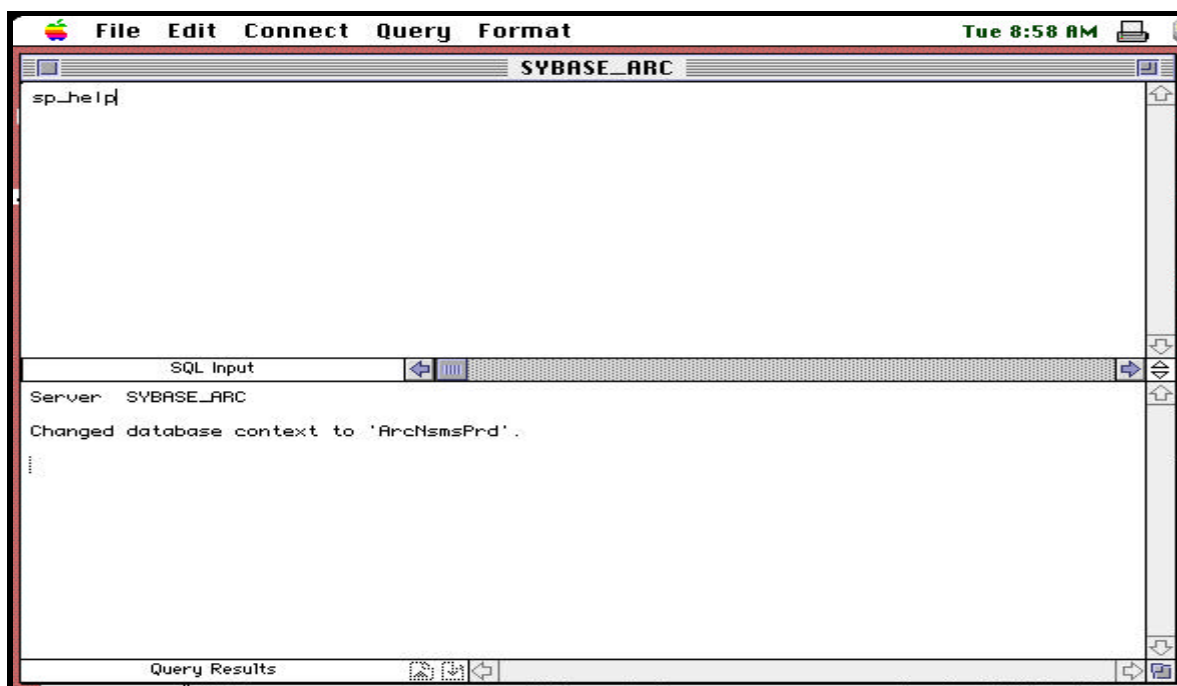 File Edit Connect Query Format Tue 8:58 AM
SYBASE_ARC
sp_help
SQL Input
Server SYBASE_ARC
Changed database context to 'ArcNsmsPrd'.
Query Results